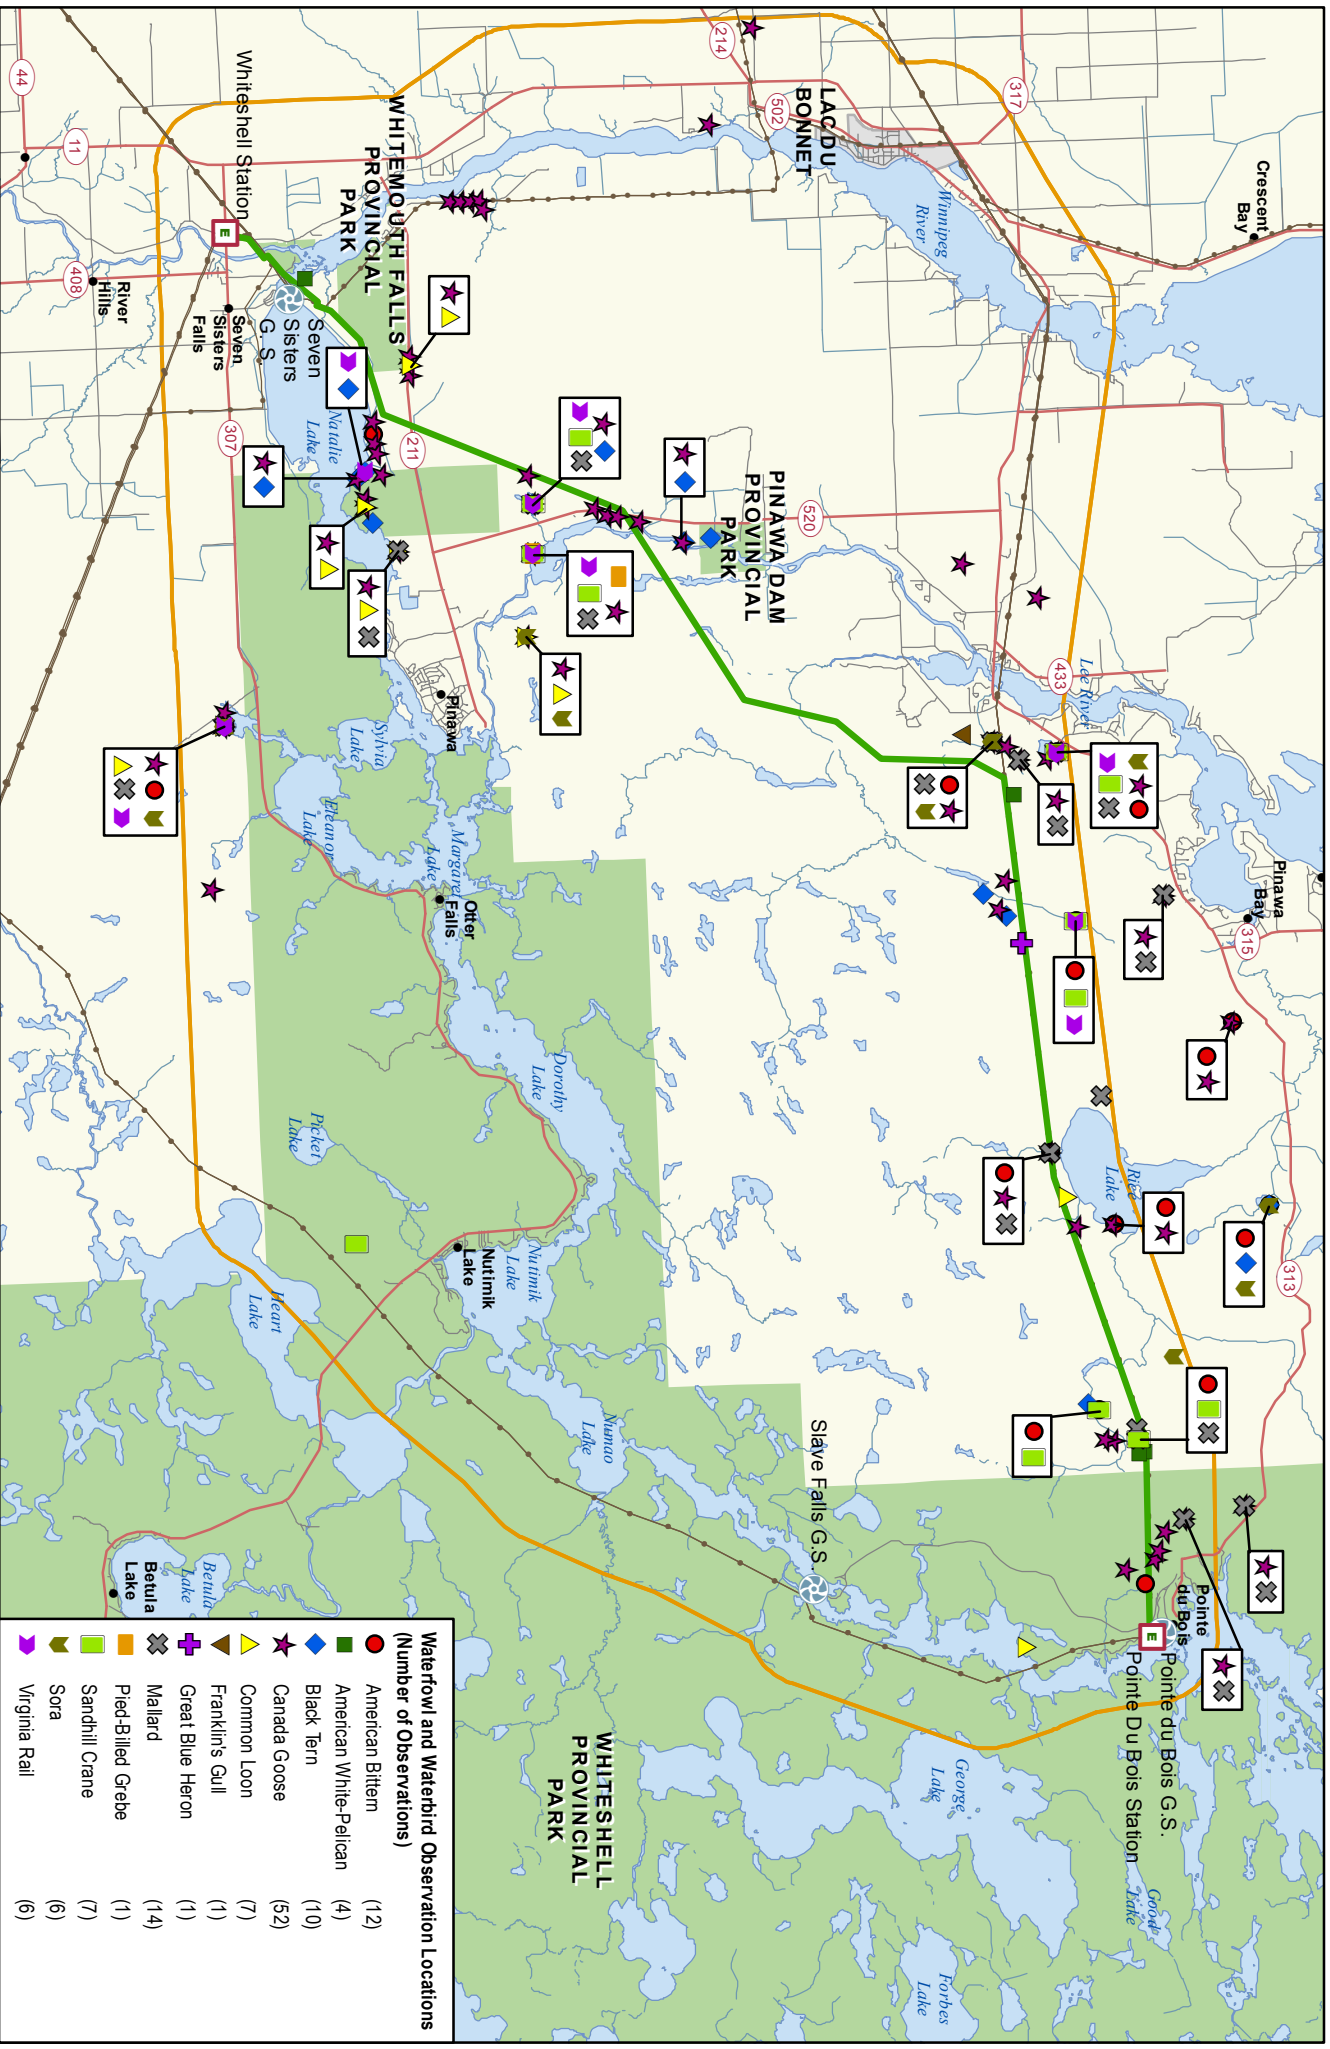 Crescent
Bay
317
LAC DU
BONNET
214
502
Winnipeg
River
WHITEMOUTH FALLS
PROVINCIAL
PARK
44
11
Whiteshell Station
E
408
River
Hills
Seven
Sisters
Falls
Seven
Sisters
G. S
307
Natalie
Lake
211
PINAWA DAM
PROVINCIAL
PARK
520
433
Lee River
Pinawa
Sylvia
Lake
Eleanor
Lake
Margaret
Lake
Otter
Falls
Pinawa
Bay
315
Dorothy
Lake
Picket
Lake
Rice
Lake
313
Nutimik
Lake
Nutimik
Lake
Heart
Lake
Numao
Lake
Slave Falls G.S.
Betula
Lake
Betula
Lake
Pointe
du Bois
E
Pointe du Bois G.S.
Pointe Du Bois Station
WHITESHELL
PROVINCIAL
PARK
George
Lake
Good
Lake
Forbes
Lake
Waterfowl and Waterbird Observation Locations
(Number of Observations)
American Bittern (12)
American White-Pelican (4)
Black Tern (10)
Canada Goose (52)
Common Loon (7)
Franklin's Gull (1)
Great Blue Heron (1)
Mallard (14)
Pied-Billed Grebe (1)
Sandhill Crane (7)
Sora (6)
Virginia Rail (6)